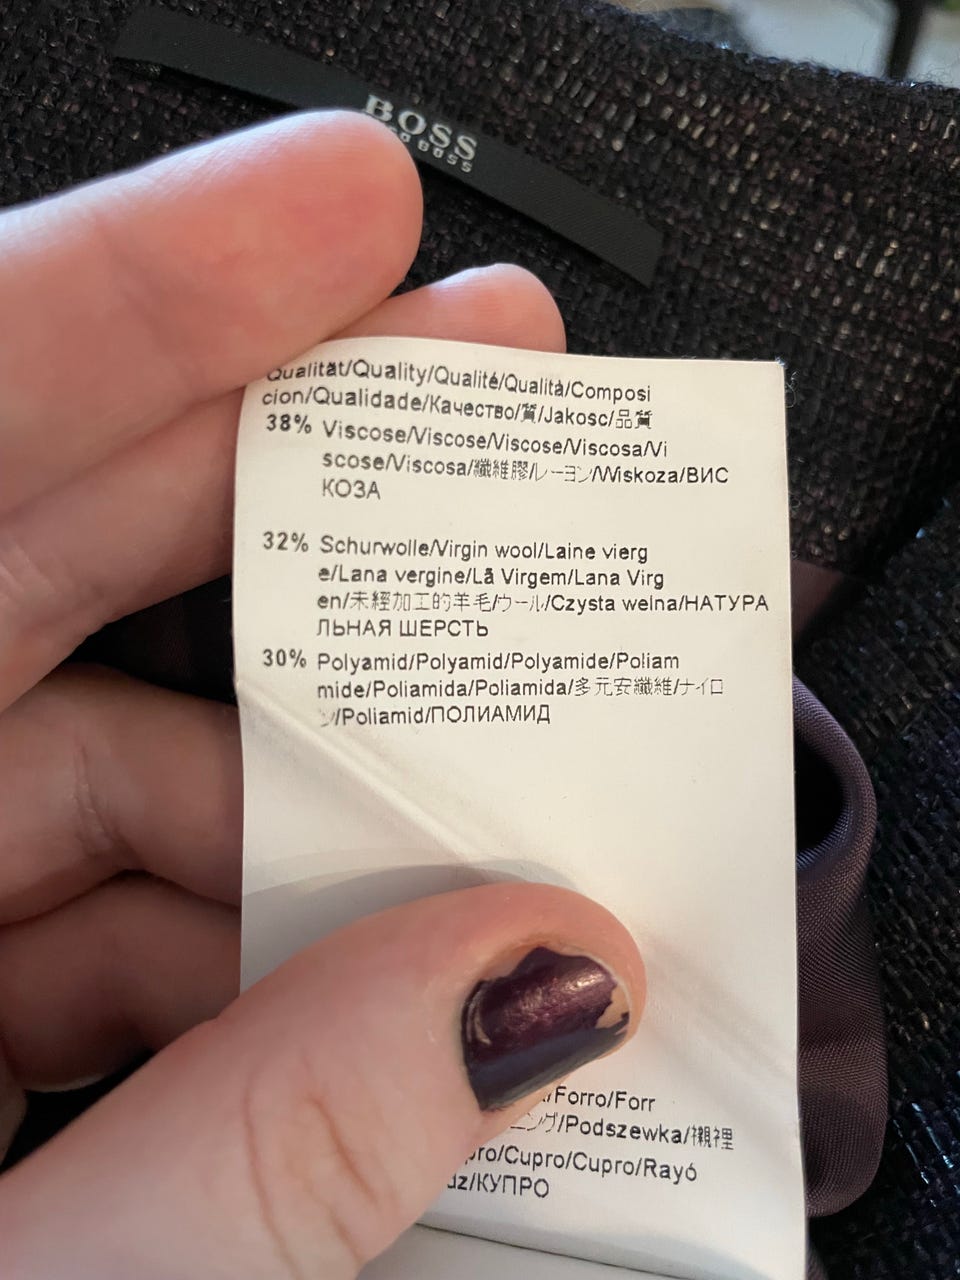 BOSS
BOSS
Qualität/Quality/Qualité/Qualità/Composi
cion/Qualidade/Качество/質/Jakosc/品質
38% Viscose/Viscose/Viscose/Viscosa/Vi
scose/Viscosa/纖維膠/レーヨン/Wiskoza/ВИС
КОЗА
32% Schurwolle/Virgin wool/Laine vierg
e/Lana vergine/Lã Virgem/Lana Virg
en/未經加工的羊毛/ウール/Czysta welna/НАТУРА
ЛЬНАЯ ШЕРСТЬ
30% Polyamid/Polyamid/Polyamide/Poliam
mide/Poliamida/Poliamida/多元安纖維/ナイロ
ン/Poliamid/ПОЛИАМИД
/Forro/Forr
ング/Podszewka/襯裡
/Cupro/Cupro/Rayó
/КУПРО